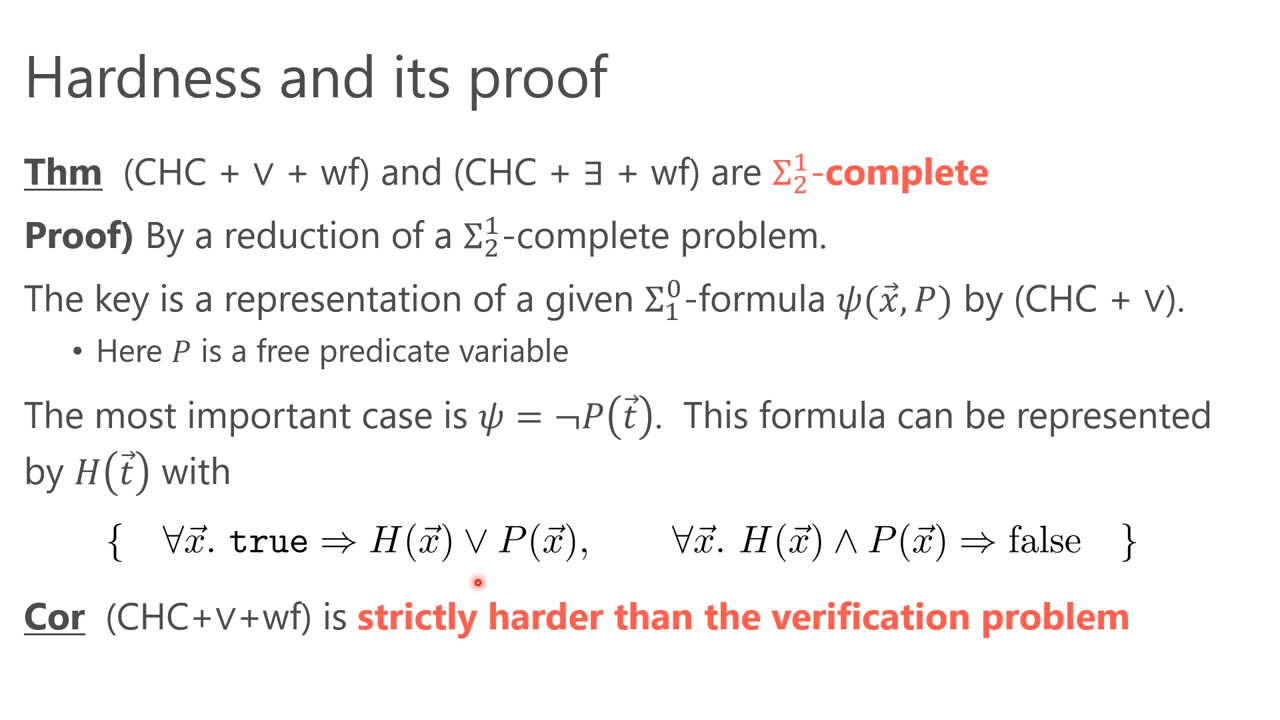 Hardness and its proof
Thm (CHC + ∨ + wf) and (CHC + ∃ + wf) are Σ¹₂-complete
Proof) By a reduction of a Σ¹₂-complete problem.
The key is a representation of a given Σ⁰₁-formula 𝜓(x⃗, P) by (CHC + ∨).
• Here P is a free predicate variable
The most important case is 𝜓 = ¬P(t⃗). This formula can be represented
by H(t⃗) with
{ ∀x⃗. true ⇒ H(x⃗) ∨ P(x⃗), ∀x⃗. H(x⃗) ∧ P(x⃗) ⇒ false }
Cor (CHC+∨+wf) is strictly harder than the verification problem